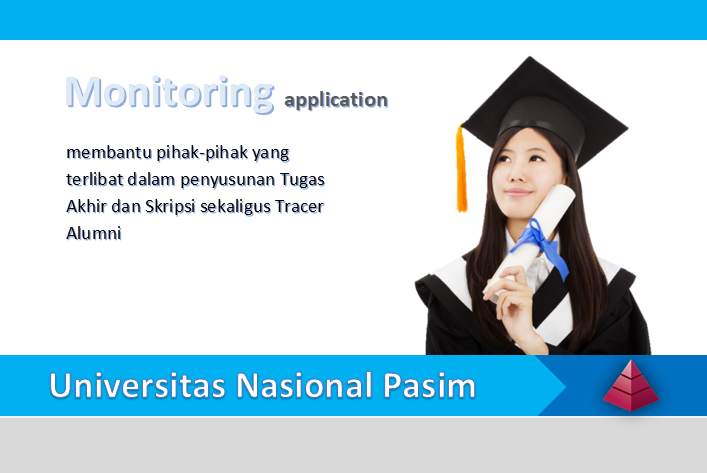 Monitoring application
membantu pihak-pihak yang
terlibat dalam penyusunan Tugas
Akhir dan Skripsi sekaligus Tracer
Alumni
Universitas Nasional Pasim